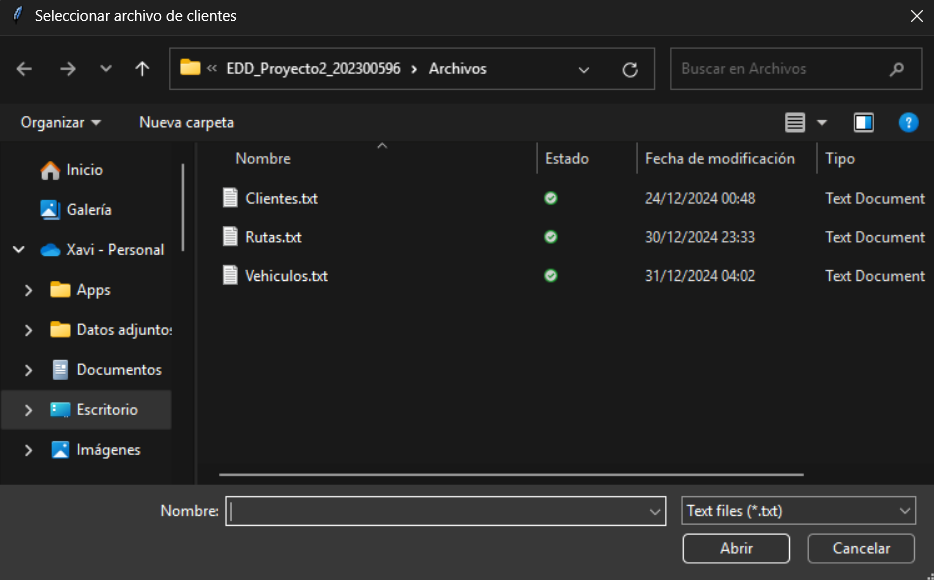 Seleccionar archivo de clientes
« EDD_Proyecto2_202300596 › Archivos
Buscar en Archivos
Organizar
Nueva carpeta
?
Nombre Estado Fecha de modificación Tipo
Inicio
Galería
Xavi - Personal
Apps
Datos adjuntos
Documentos
Escritorio
Imágenes
Clientes.txt 24/12/2024 00:48 Text Document
Rutas.txt 30/12/2024 23:33 Text Document
Vehiculos.txt 31/12/2024 04:02 Text Document
Nombre:
Text files (*.txt)
Abrir
Cancelar